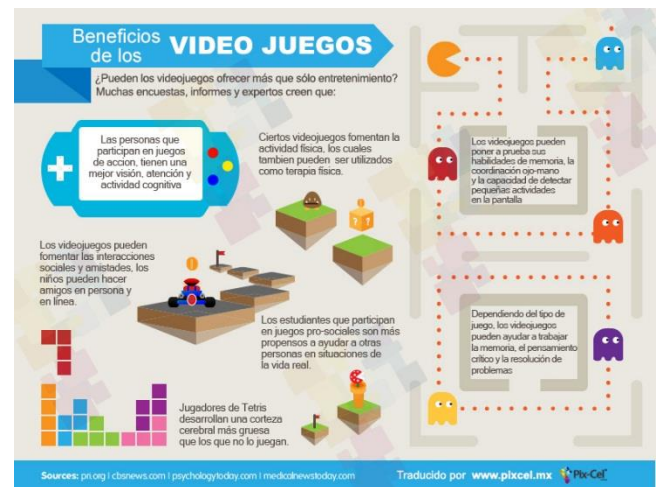 Beneficios
de los
VIDEO JUEGOS
¿Pueden los videojuegos ofrecer más que sólo entretenimiento?
Muchas encuestas, informes y expertos creen que:
Las personas que
participan en juegos
de accion, tienen una
mejor visión, atención y
actividad cognitiva
Ciertos videojuegos fomentan la
actividad física, los cuales
tambien pueden ser utilizados
como terapia física.
Los videojuegos pueden
poner a prueba sus
habilidades de memoria, la
coordinación ojo-mano
y la capacidad de detectar
pequeñas actividades
en la pantalla
Los videojuegos pueden
fomentar las interacciones
sociales y amistades, los
niños pueden hacer
amigos en persona y
en línea.
Los estudiantes que participan
en juegos pro-sociales son más
propensos a ayudar a otras
personas en situaciones de
la vida real.
Dependiendo del tipo de
juego, los videojuegos
pueden ayudar a trabajar
la memoria, el pensamiento
crítico y la resolución de
problemas
Jugadores de Tetris
desarrollan una corteza
cerebral más gruesa
que los que no lo juegan.
Sources: pri.org | cbsnews.com | psychologytoday.com | medicalnewstoday.com
Traducido por www.pixcel.mx Pix-Cel